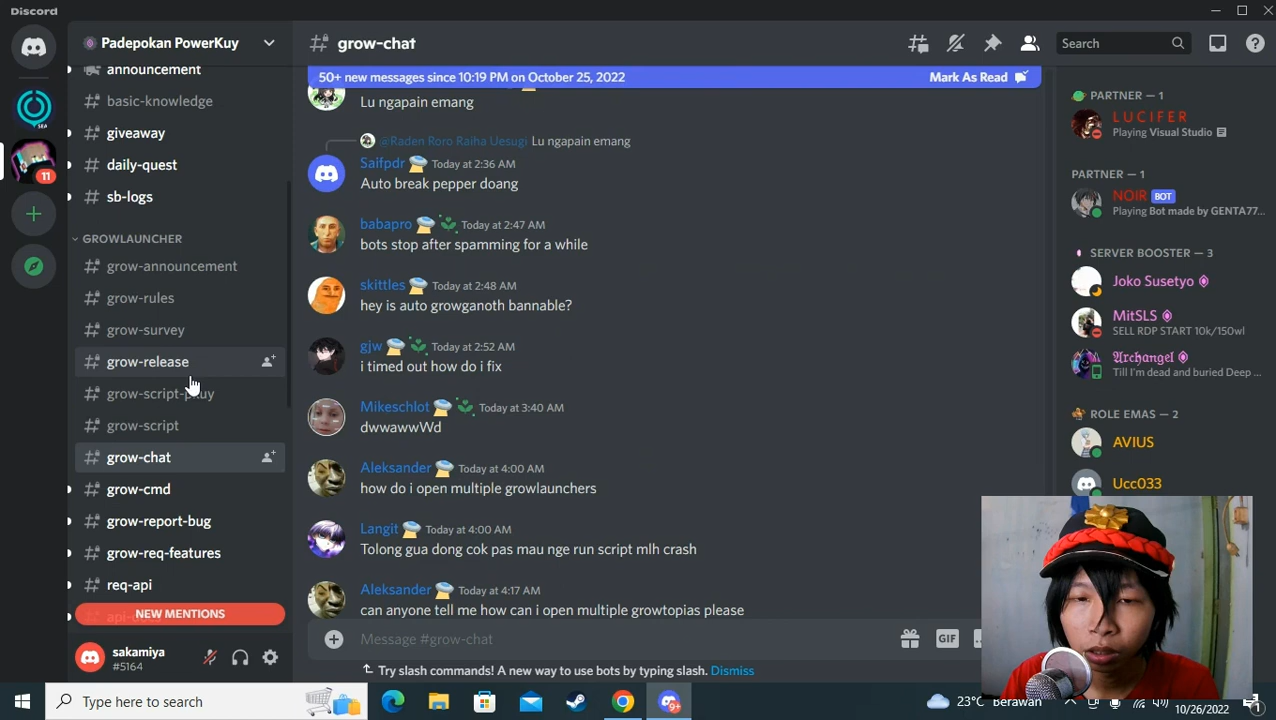 Discord
Padepokan PowerKuy
announcement
basic-knowledge
giveaway
daily-quest
sb-logs
GROWLAUNCHER
grow-announcement
grow-rules
grow-survey
grow-release
grow-script
grow-chat
grow-cmd
grow-report-bug
grow-req-features
req-api
NEW MENTIONS
11
sakamiya
#5164
grow-chat
Search
50+ new messages since 10:19 PM on October 25, 2022
Mark As Read
Lu ngapain emang
@Raden Roro Raiha Uesugi Lu ngapain emang
Saifpdr Today at 2:36 AM
Auto break pepper doang
babapro Today at 2:47 AM
bots stop after spamming for a while
skittles Today at 2:48 AM
hey is auto growganoth bannable?
gjw Today at 2:52 AM
i timed out how do i fix
Mikeschlot Today at 3:40 AM
dwwawwWd
Aleksander Today at 4:00 AM
how do i open multiple growlaunchers
Langit Today at 4:00 AM
Tolong gua dong cok pas mau nge run script mlh crash
Aleksander Today at 4:17 AM
can anyone tell me how can i open multiple growtopias please
Message #grow-chat
GIF
Try slash commands! A new way to use bots by typing slash. Dismiss
PARTNER — 1
L U C I F E R
Playing Visual Studio
PARTNER — 1
NOIR BOT
Playing Bot made by GENTA77...
SERVER BOOSTER — 3
Joko Susetyo
MitSLS
SELL RDP START 10k/150wl
𝕬𝖗𝖈𝖍𝖆𝖓𝖌𝖊𝖑
Till I'm dead and buried Deep ...
ROLE EMAS — 2
AVIUS
Ucc033
Type here to search
9+
23°C Berawan
10/26/2022
1